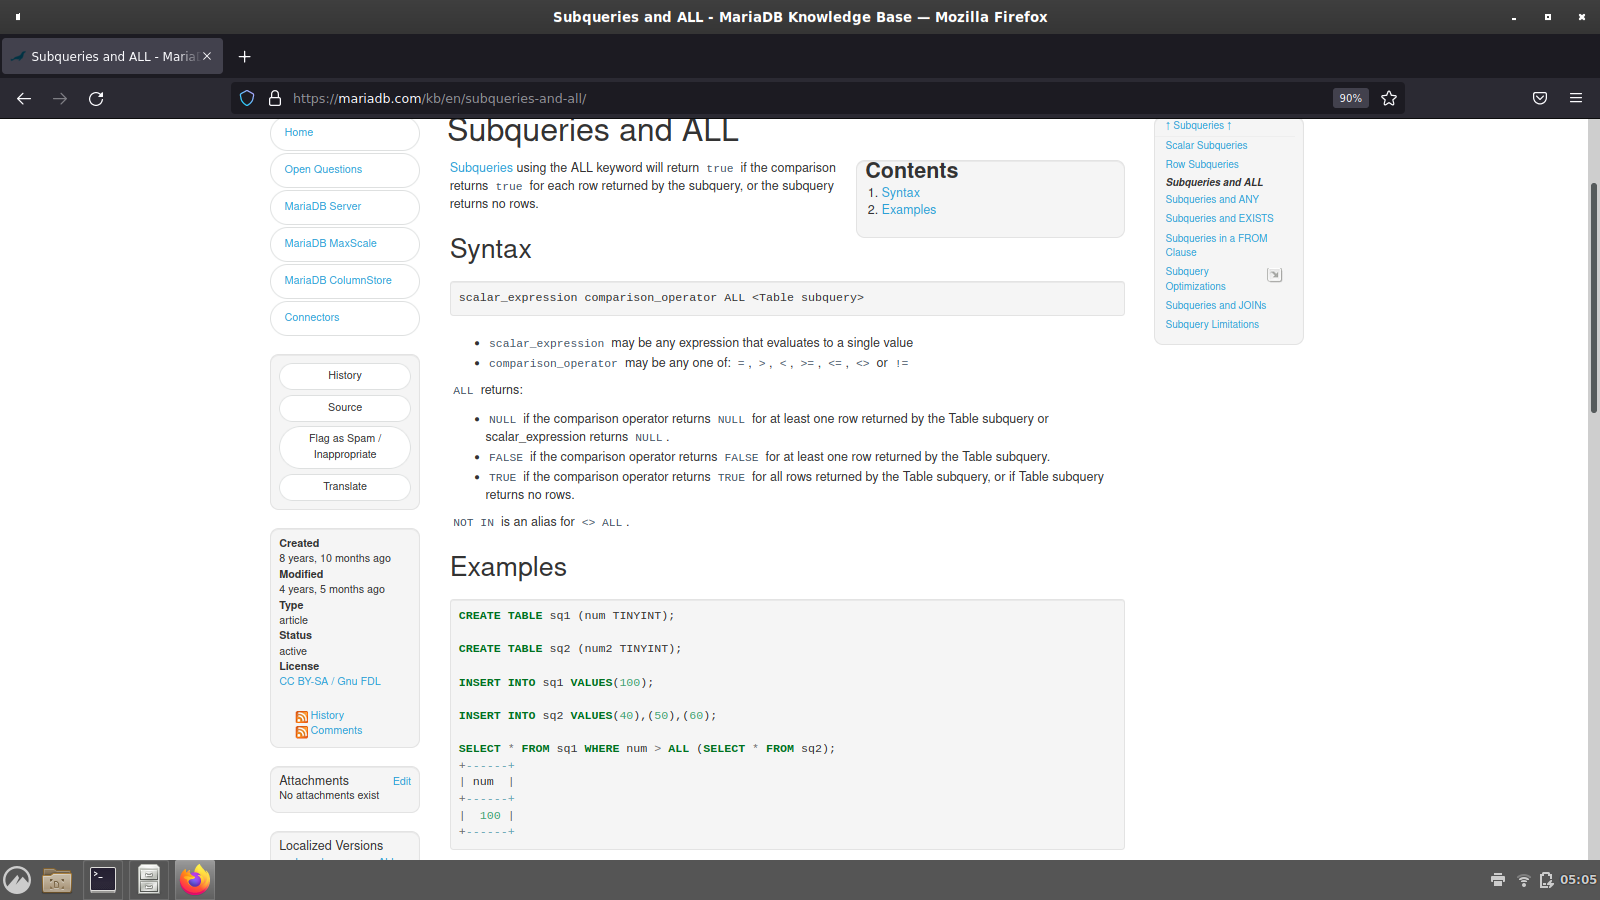 Subqueries and ALL - MariaDB Knowledge Base — Mozilla Firefox
Subqueries and ALL - Maria
https://mariadb.com/kb/en/subqueries-and-all/
90%
Home
Open Questions
MariaDB Server
MariaDB MaxScale
MariaDB ColumnStore
Connectors
History
Source
Flag as Spam /
Inappropriate
Translate
Created
8 years, 10 months ago
Modified
4 years, 5 months ago
Type
article
Status
active
License
CC BY-SA / Gnu FDL
History
Comments
Attachments Edit
No attachments exist
Localized Versions
Subqueries and ALL
Subqueries using the ALL keyword will return true if the comparison
returns true for each row returned by the subquery, or the subquery
returns no rows.
Contents
1. Syntax
2. Examples
Syntax
scalar_expression comparison_operator ALL <Table subquery>
• scalar_expression may be any expression that evaluates to a single value
• comparison_operator may be any one of: = , > , < , >= , <= , <> or !=
ALL returns:
• NULL if the comparison operator returns NULL for at least one row returned by the Table subquery or
scalar_expression returns NULL .
• FALSE if the comparison operator returns FALSE for at least one row returned by the Table subquery.
• TRUE if the comparison operator returns TRUE for all rows returned by the Table subquery, or if Table subquery
returns no rows.
NOT IN is an alias for <> ALL .
Examples
CREATE TABLE sq1 (num TINYINT);
CREATE TABLE sq2 (num2 TINYINT);
INSERT INTO sq1 VALUES(100);
INSERT INTO sq2 VALUES(40),(50),(60);
SELECT * FROM sq1 WHERE num > ALL (SELECT * FROM sq2);
+------+
| num  |
+------+
|  100 |
+------+
↑ Subqueries ↑
Scalar Subqueries
Row Subqueries
Subqueries and ALL
Subqueries and ANY
Subqueries and EXISTS
Subqueries in a FROM
Clause
Subquery
Optimizations
Subqueries and JOINs
Subquery Limitations
05:05